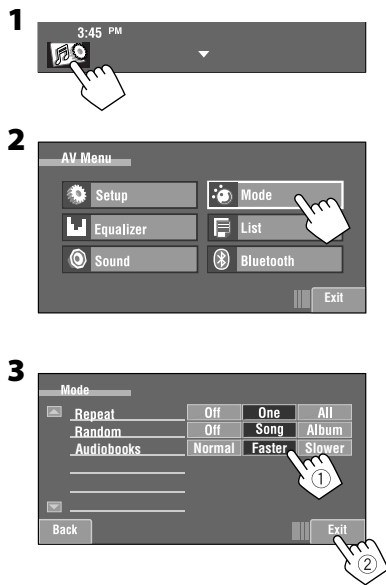 1
3:45 PM
2
AV Menu
Setup Mode
Equalizer List
Sound Bluetooth
Exit
3
Mode
Repeat Off One All
Random Off Song Album
Audiobooks Normal Faster Slower
1
Back Exit
2